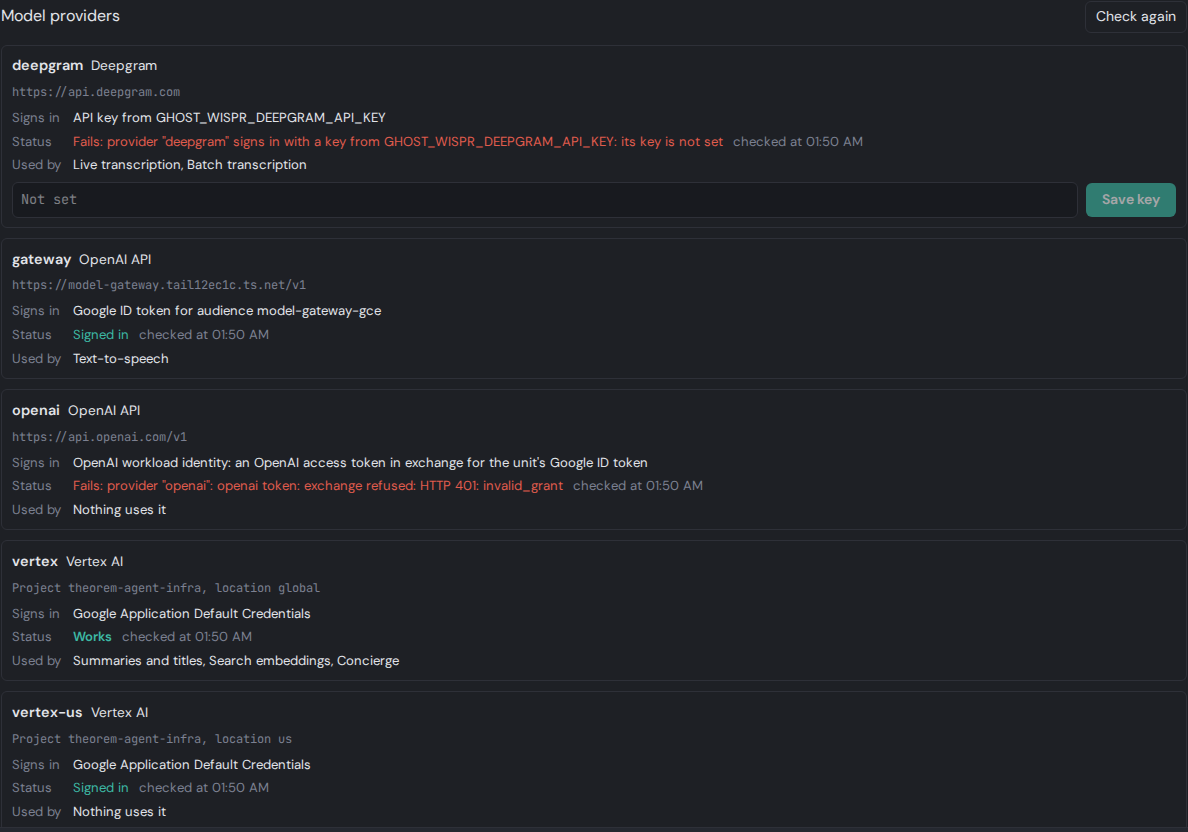 Model providers
Check again
deepgram Deepgram
https://api.deepgram.com
Signs in API key from GHOST_WISPR_DEEPGRAM_API_KEY
Status Fails: provider "deepgram" signs in with a key from GHOST_WISPR_DEEPGRAM_API_KEY: its key is not set checked at 01:50 AM
Used by Live transcription, Batch transcription
Not set
Save key
gateway OpenAI API
https://model-gateway.tail12ec1c.ts.net/v1
Signs in Google ID token for audience model-gateway-gce
Status Signed in checked at 01:50 AM
Used by Text-to-speech
openai OpenAI API
https://api.openai.com/v1
Signs in OpenAI workload identity: an OpenAI access token in exchange for the unit's Google ID token
Status Fails: provider "openai": openai token: exchange refused: HTTP 401: invalid_grant checked at 01:50 AM
Used by Nothing uses it
vertex Vertex AI
Project theorem-agent-infra, location global
Signs in Google Application Default Credentials
Status Works checked at 01:50 AM
Used by Summaries and titles, Search embeddings, Concierge
vertex-us Vertex AI
Project theorem-agent-infra, location us
Signs in Google Application Default Credentials
Status Signed in checked at 01:50 AM
Used by Nothing uses it